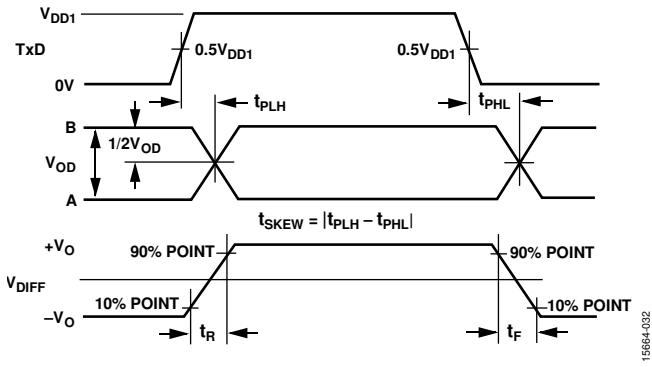 VDD1
TxD
0.5VDD1
0.5VDD1
0V
tPLH
tPHL
B
1/2VOD
VOD
A
tSKEW = |tPLH – tPHL|
+VO
90% POINT
90% POINT
VDIFF
10% POINT
10% POINT
–VO
tR
tF
15664-032